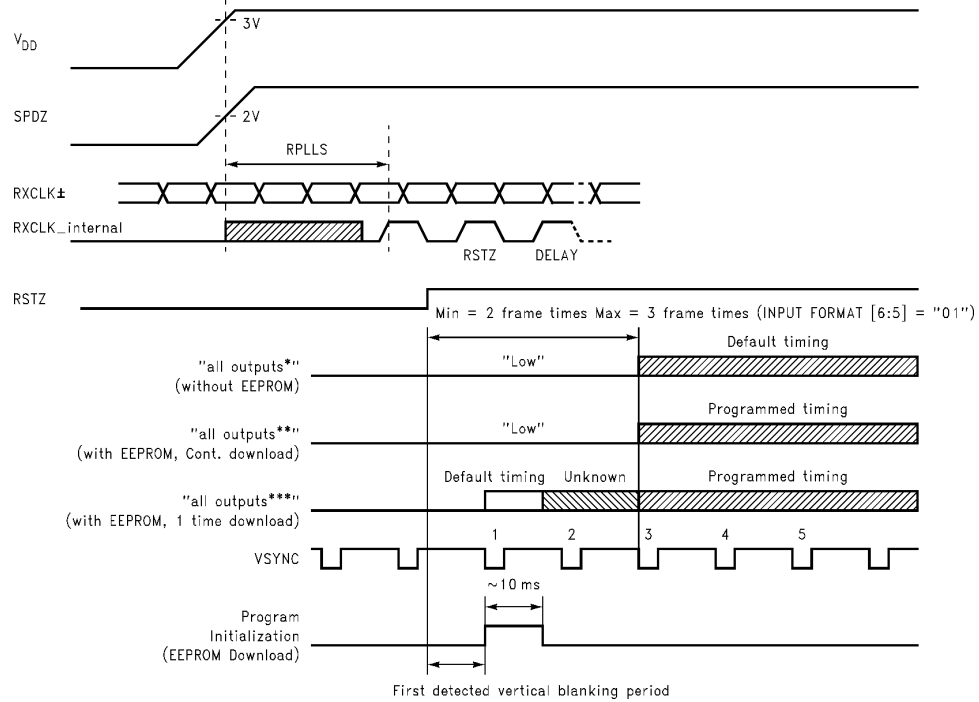 3V
VDD
SPDZ
2V
RPLLS
RXCLK±
RXCLK_internal
RSTZ DELAY
RSTZ
Min = 2 frame times Max = 3 frame times (INPUT FORMAT [6:5] = "01")
Default timing
"all outputs*"
(without EEPROM)
"Low"
Programmed timing
"all outputs**"
(with EEPROM, Cont. download)
"Low"
Default timing Unknown Programmed timing
"all outputs***"
(with EEPROM, 1 time download)
1 2 3 4 5
VSYNC
~10 ms
Program
Initialization
(EEPROM Download)
First detected vertical blanking period